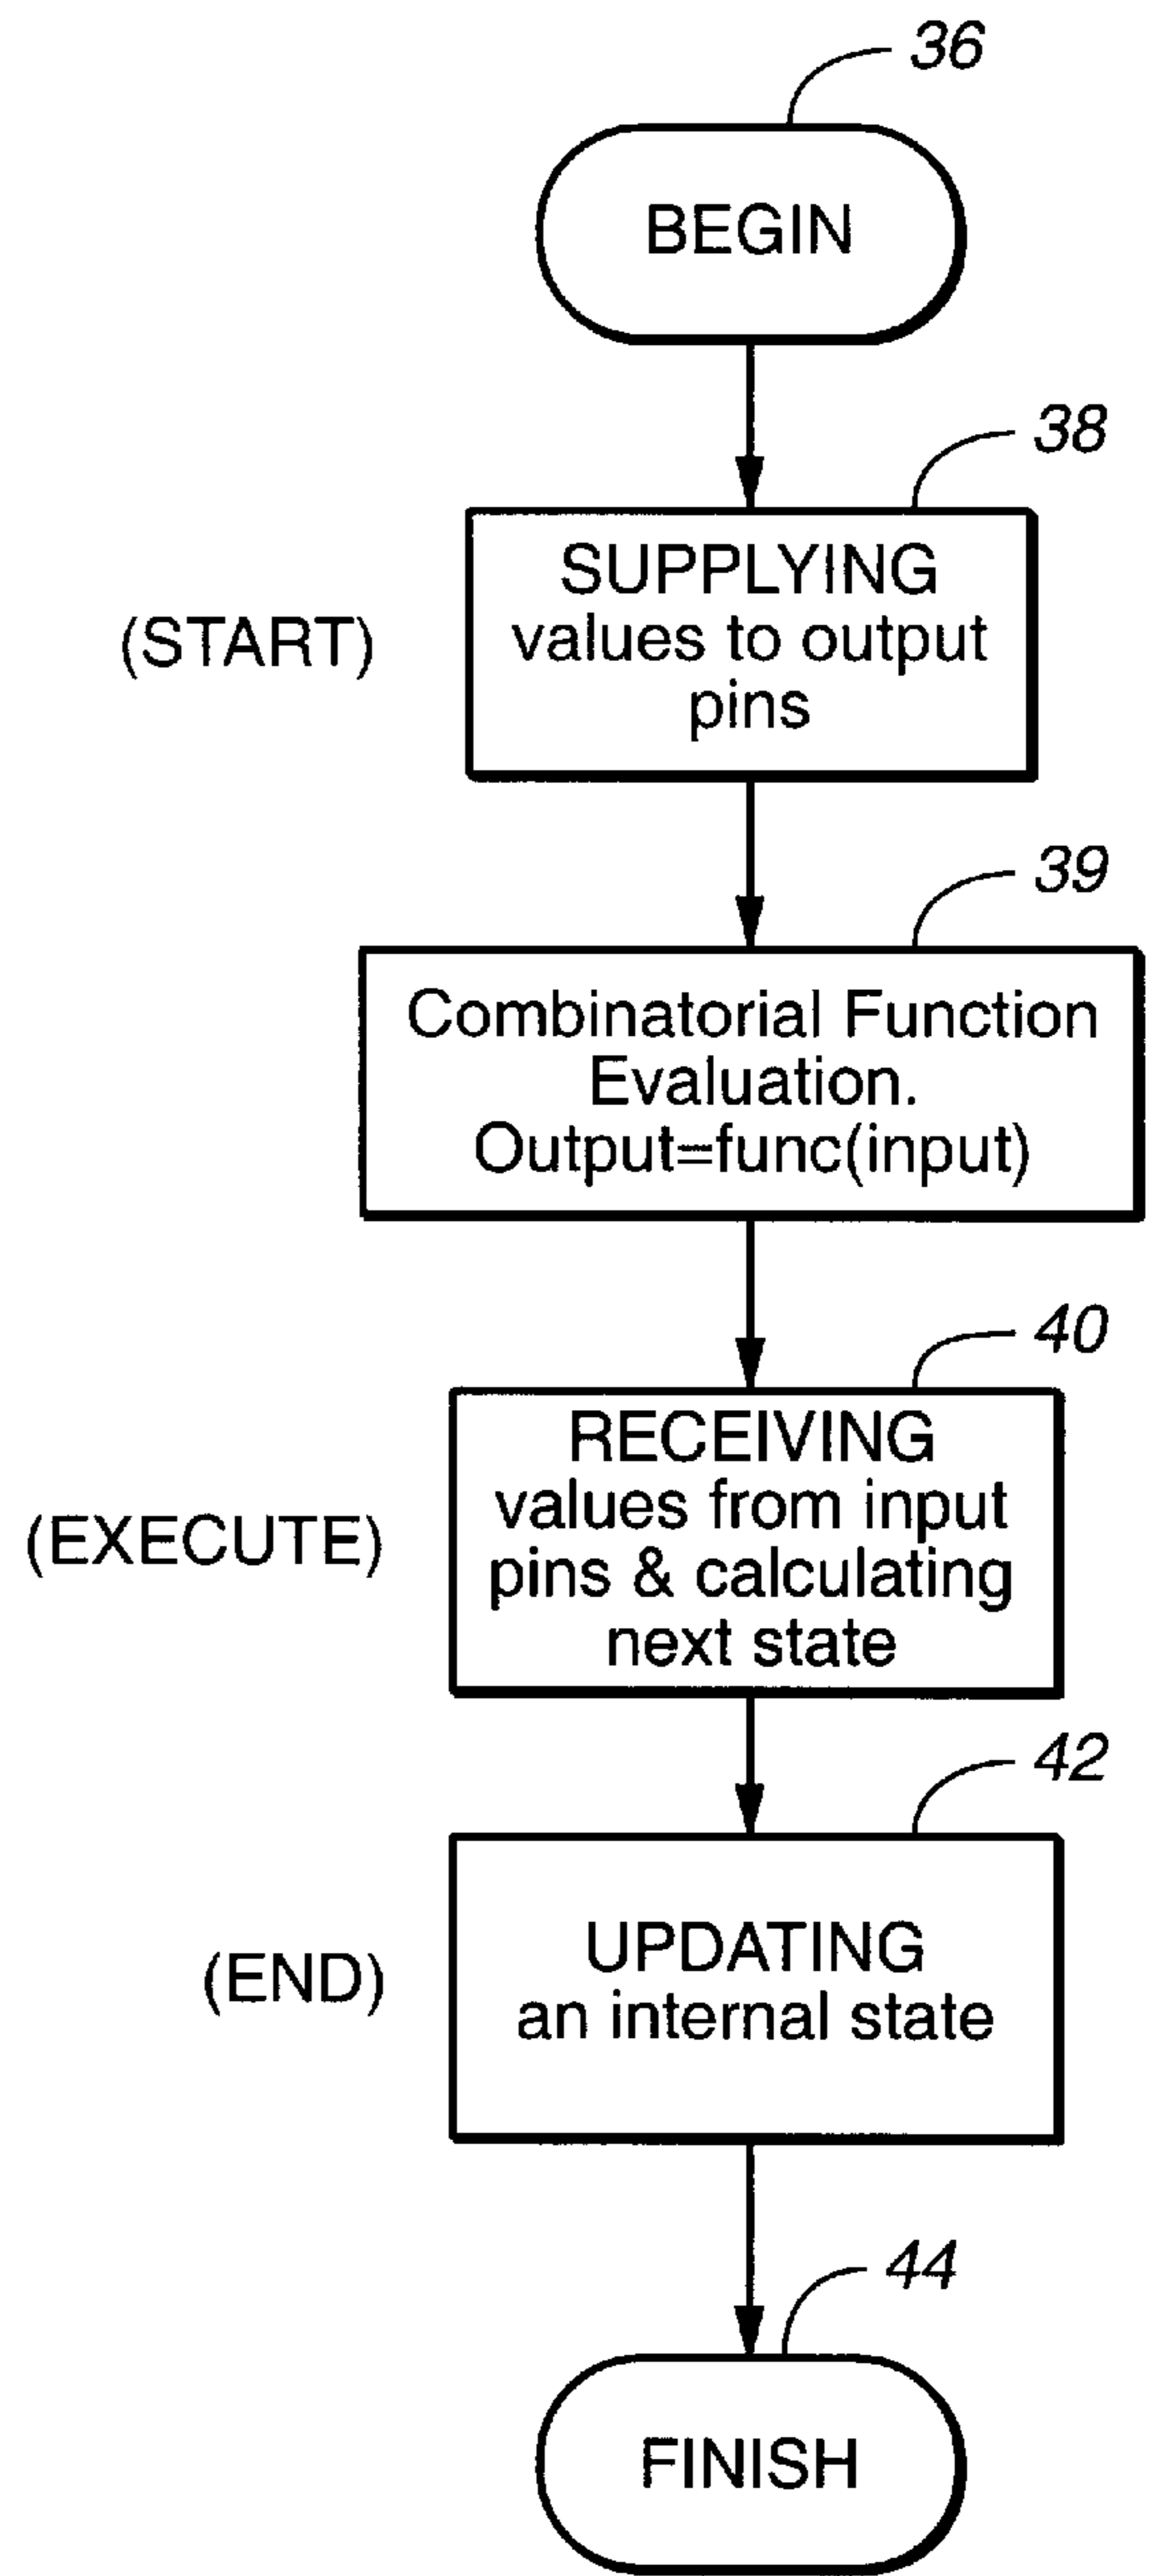 36
BEGIN
38
SUPPLYING
(START)
values to output
pins
39
Combinatorial Function
Evaluation.
Output=func(input)
40
RECEIVING
values from input
(EXECUTE)
pins & calculating
next state
42
UPDATING
(END)
an internal state
44
FINISH